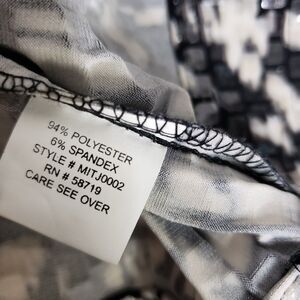 94% POLYESTER
6% SPANDEX
STYLE # MITJ0002
RN # 58719
CARE SEE OVER